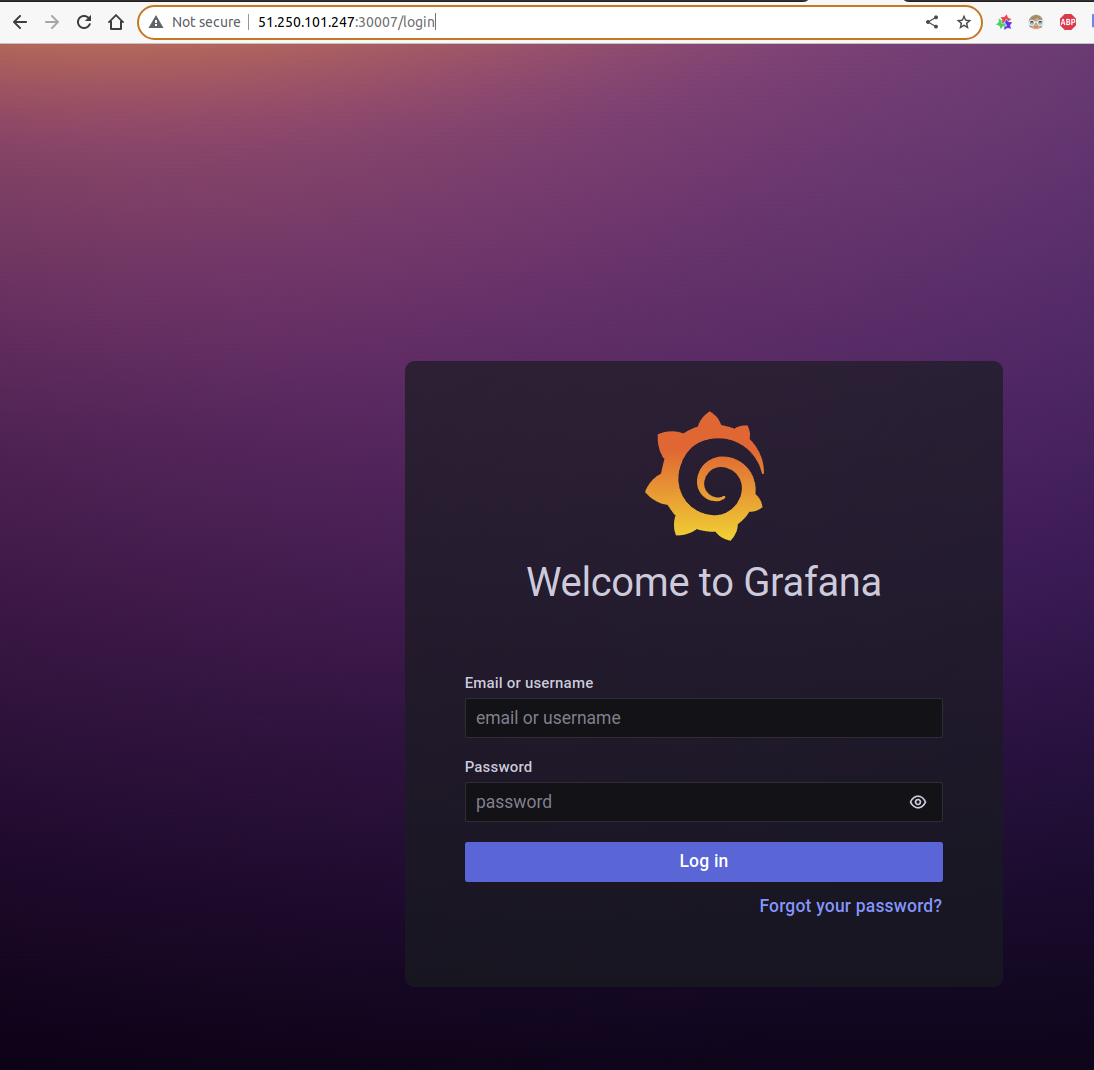 Not secure 51.250.101.247:30007/login
ABP
Welcome to Grafana
Email or username
email or username
Password
password
Log in
Forgot your password?